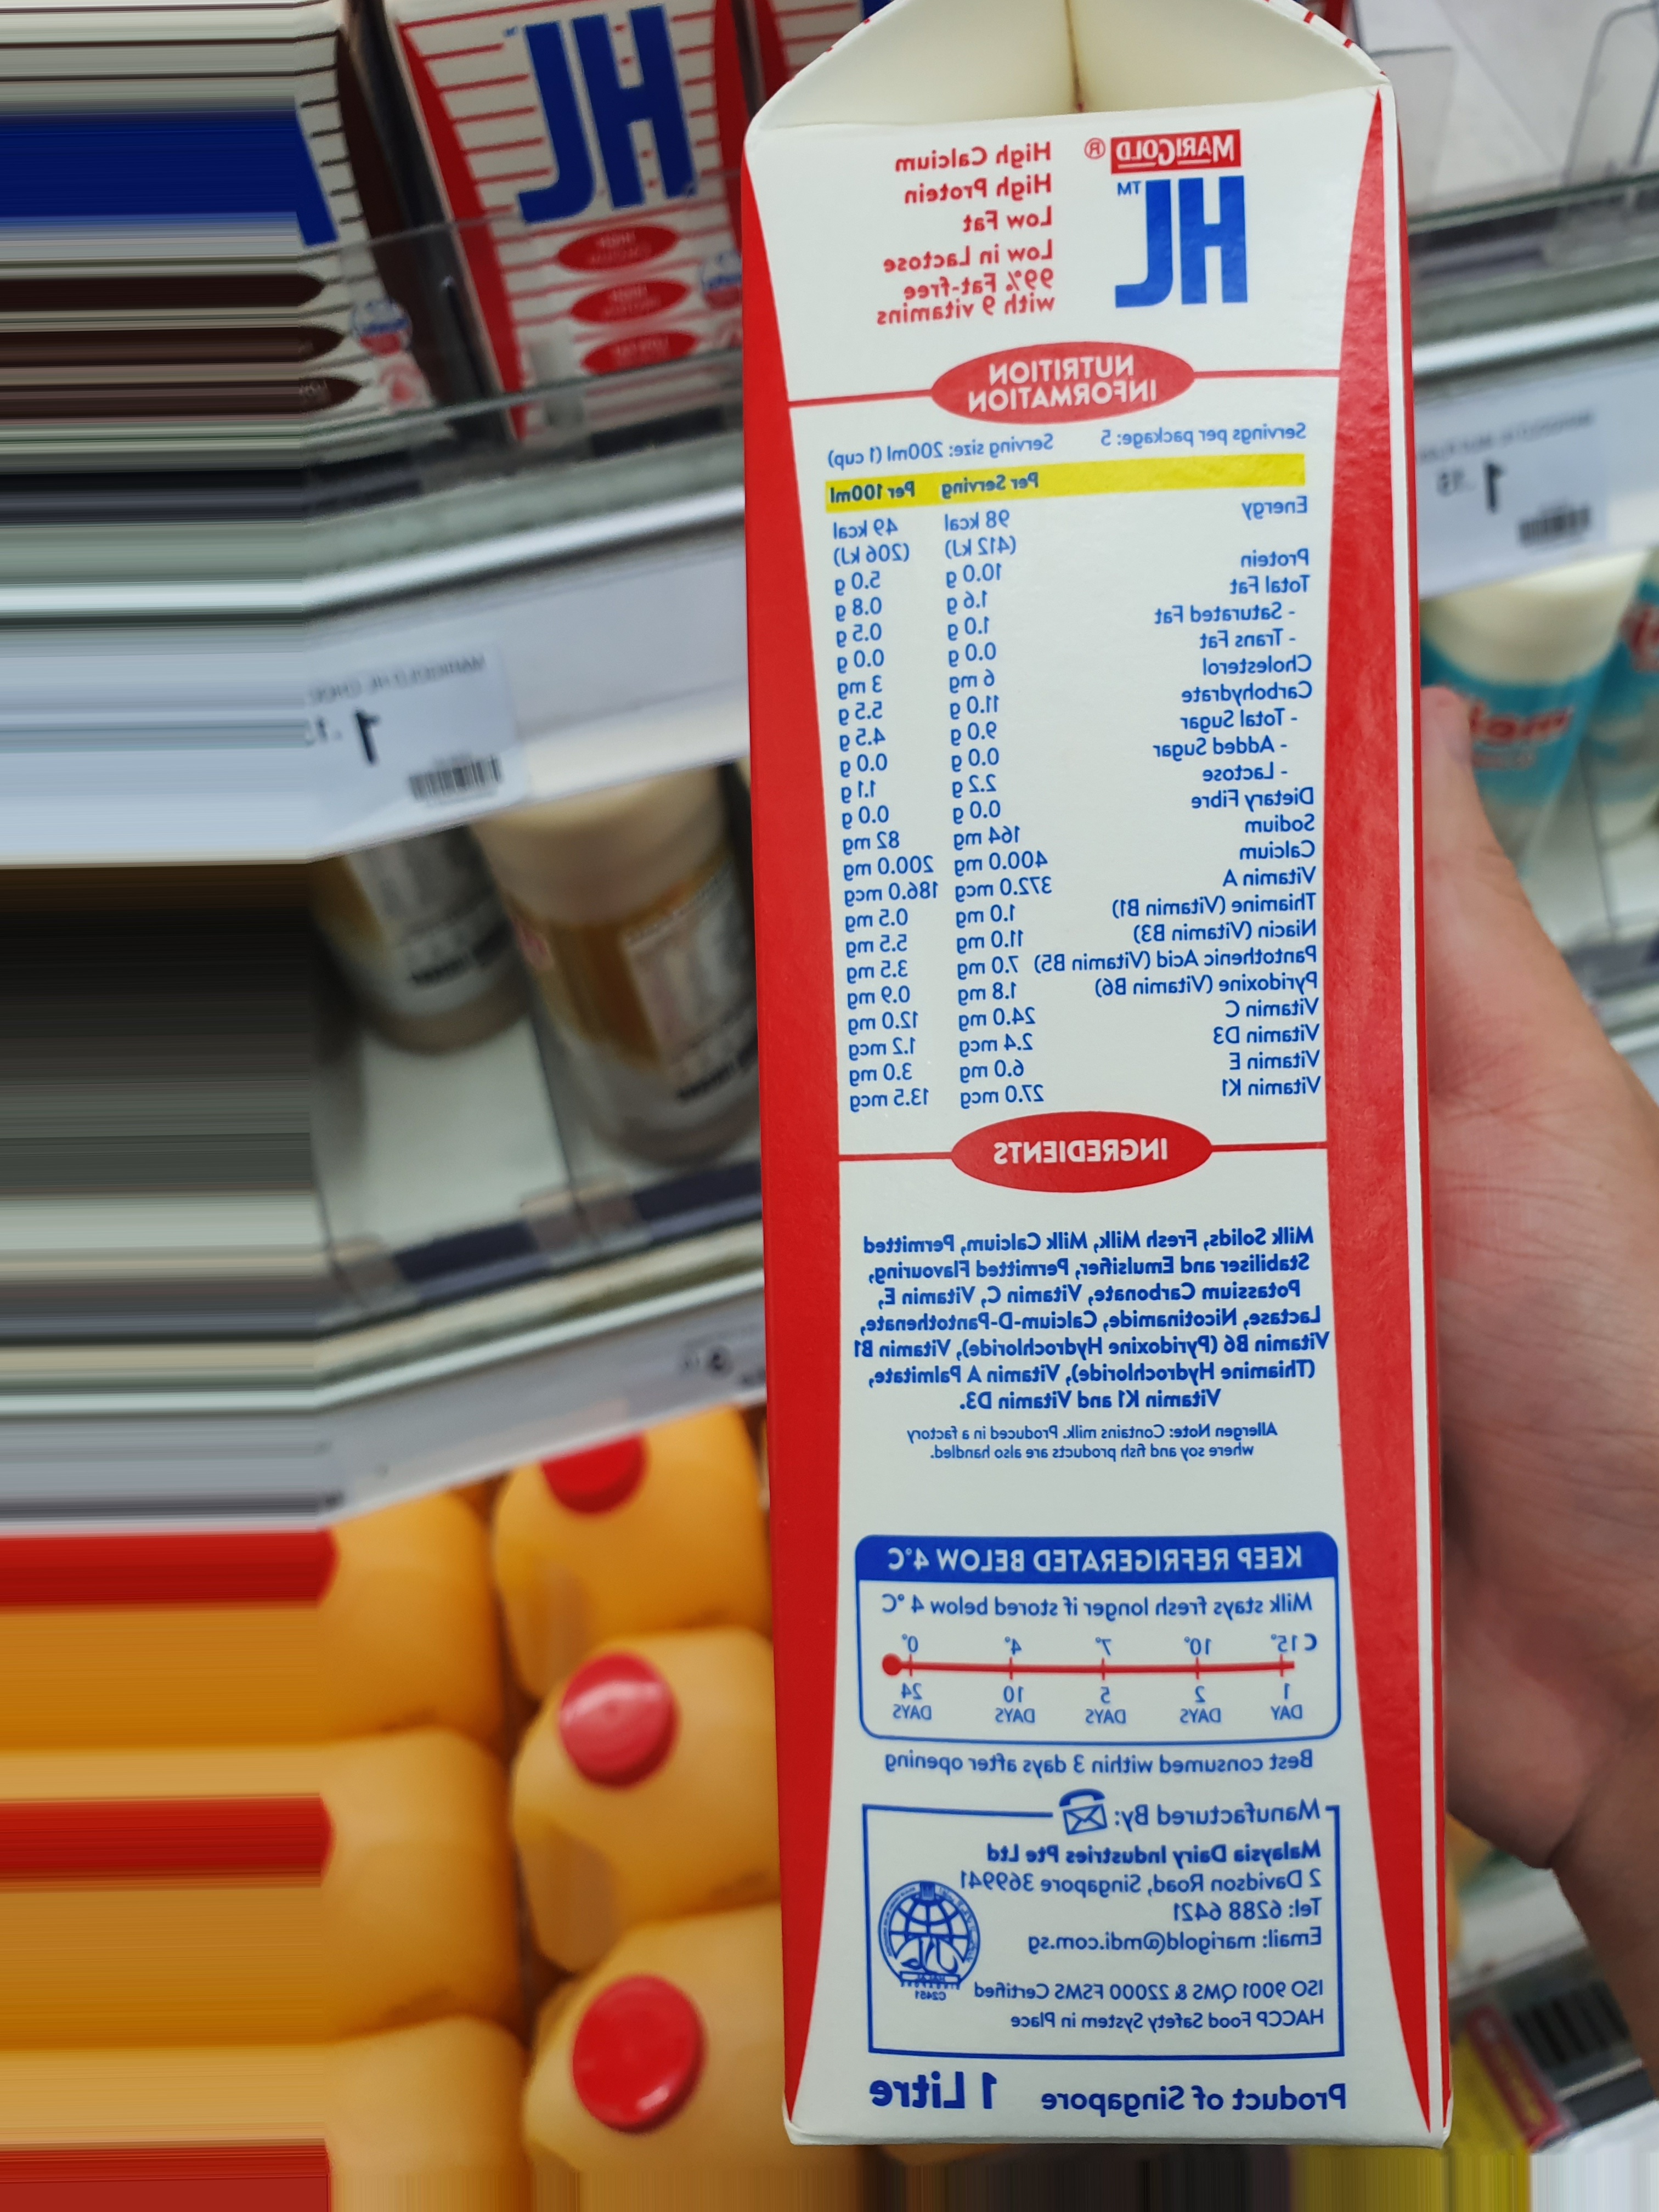 MARIGOLD ®
HL™
High Calcium
High Protein
Low Fat
Low in Lactose
99% Fat-free
with 9 vitamins
NUTRITION
INFORMATION
Servings per package: 5 Serving size: 200ml (1 cup)
Per Serving Per 100ml
Energy 98 kcal 49 kcal
(412 kJ) (206 kJ)
Protein 10.0 g 5.0 g
Total Fat 1.6 g 0.8 g
- Saturated Fat 1.0 g 0.5 g
- Trans Fat 0.0 g 0.0 g
Cholesterol 6 mg 3 mg
Carbohydrate 11.0 g 5.5 g
- Total Sugar 9.0 g 4.5 g
- Added Sugar 0.0 g 0.0 g
- Lactose 2.2 g 1.1 g
Dietary Fibre 0.0 g 0.0 g
Sodium 164 mg 82 mg
Calcium 400.0 mg 200.0 mg
Vitamin A 372.0 mcg 186.0 mcg
Thiamine (Vitamin B1) 1.0 mg 0.5 mg
Niacin (Vitamin B3) 11.0 mg 5.5 mg
Pantothenic Acid (Vitamin B5) 7.0 mg 3.5 mg
Pyridoxine (Vitamin B6) 1.8 mg 0.9 mg
Vitamin C 24.0 mg 12.0 mg
Vitamin D3 2.4 mcg 1.2 mcg
Vitamin E 6.0 mg 3.0 mg
Vitamin K1 27.0 mcg 13.5 mcg
INGREDIENTS
Milk Solids, Fresh Milk, Milk Calcium, Permitted
Stabiliser and Emulsifier, Permitted Flavouring,
Potassium Carbonate, Vitamin C, Vitamin E,
Lactase, Nicotinamide, Calcium-D-Pantothenate,
Vitamin B6 (Pyridoxine Hydrochloride), Vitamin B1
(Thiamine Hydrochloride), Vitamin A Palmitate,
Vitamin K1 and Vitamin D3.
Allergen Note: Contains milk. Produced in a factory
where soy and fish products are also handled.
KEEP REFRIGERATED BELOW 4°C
Milk stays fresh longer if stored below 4 °C
C 15° 10° 7° 4° 0°
1 2 5 10 24
DAY DAYS DAYS DAYS DAYS
Best consumed within 3 days after opening
Manufactured By:
Malaysia Dairy Industries Pte Ltd
2 Davidson Road, Singapore 369941
Tel: 6288 6421
Email: marigold@mdi.com.sg
ISO 9001 QMS & 22000 FSMS Certified
HACCP Food Safety System in Place
C2451
Product of Singapore 1 Litre
HL
1
1